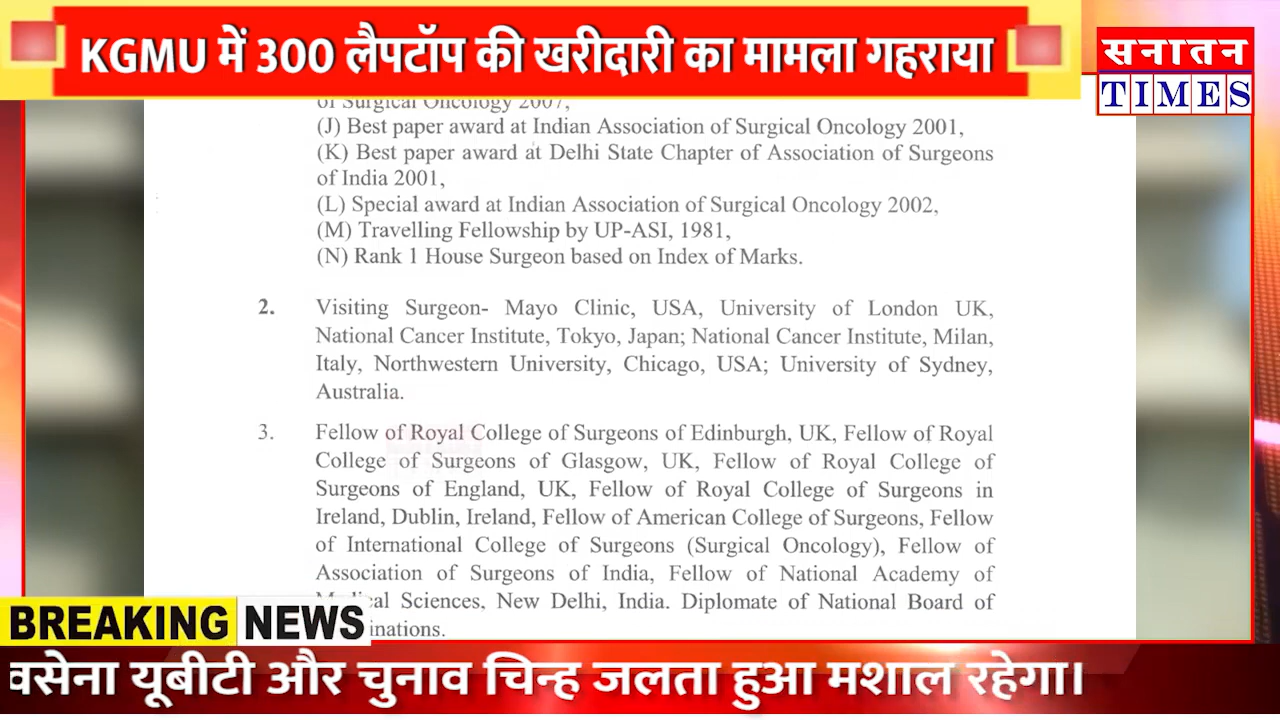 KGMU में 300 लैपटॉप की खरीदारी का मामला गहराया
सनातन
TIMES
of Surgical Oncology 2007,
(J) Best paper award at Indian Association of Surgical Oncology 2001,
(K) Best paper award at Delhi State Chapter of Association of Surgeons
of India 2001,
(L) Special award at Indian Association of Surgical Oncology 2002,
(M) Travelling Fellowship by UP-ASI, 1981,
(N) Rank 1 House Surgeon based on Index of Marks.
2. Visiting Surgeon- Mayo Clinic, USA, University of London UK,
National Cancer Institute, Tokyo, Japan; National Cancer Institute, Milan,
Italy, Northwestern University, Chicago, USA; University of Sydney,
Australia.
3. Fellow of Royal College of Surgeons of Edinburgh, UK, Fellow of Royal
College of Surgeons of Glasgow, UK, Fellow of Royal College of
Surgeons of England, UK, Fellow of Royal College of Surgeons in
Ireland, Dublin, Ireland, Fellow of American College of Surgeons, Fellow
of International College of Surgeons (Surgical Oncology), Fellow of
Association of Surgeons of India, Fellow of National Academy of
Sciences, New Delhi, India. Diplomate of National Board of
BREAKING NEWS
यूबीटी और चुनाव चिन्ह जलता हुआ मशाल रहेगा।